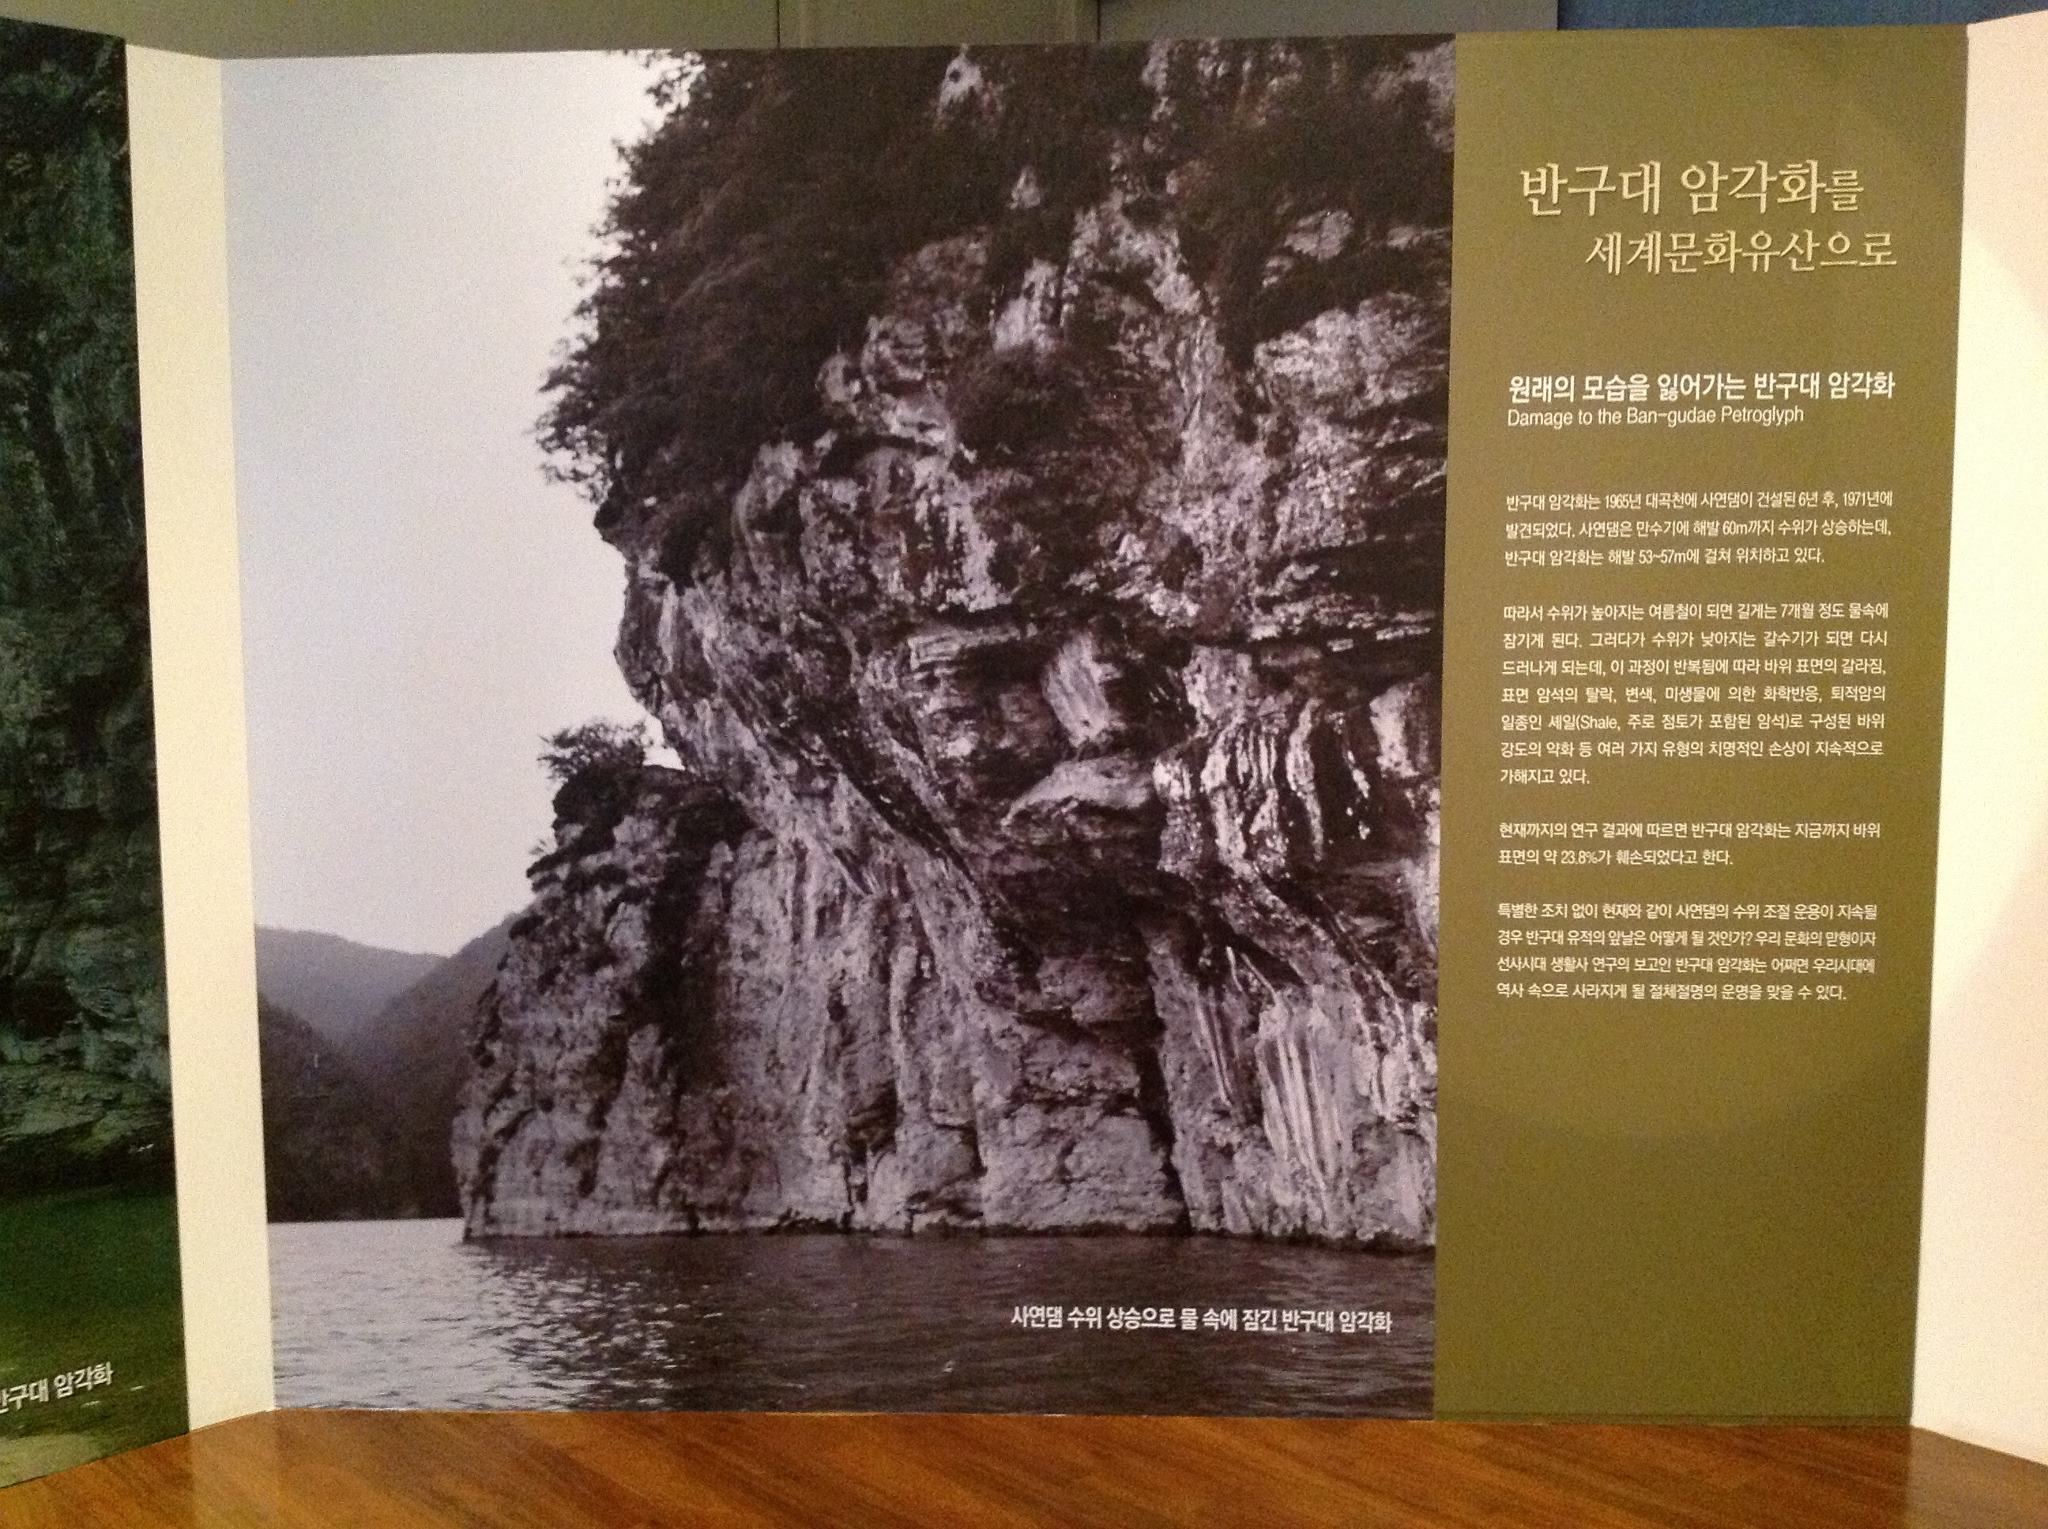 반구대 암각화를
세계문화유산으로
원래의 모습을 잃어가는 반구대 암각화
Damage to the Ban-gudae Petroglyph
반구대 암각화는 1965년 대곡천에 사연댐이 건설된 6년 후, 1971년에
발견되었다. 사연댐은 만수기에 해발 60m까지 수위가 상승하는데,
반구대 암각화는 해발 53~57m에 걸쳐 위치하고 있다.
따라서 수위가 높아지는 여름철이 되면 길게는 7개월 정도 물속에
잠기게 된다. 그러다가 수위가 낮아지는 갈수기가 되면 다시
드러나게 되는데, 이 과정이 반복됨에 따라 바위 표면의 갈라짐,
표면 암석의 탈락, 변색, 미생물에 의한 화학반응, 퇴적암의
일종인 셰일(Shale, 주로 점토가 포함된 암석)로 구성된 바위
강도의 약화 등 여러 가지 유형의 치명적인 손상이 지속적으로
가해지고 있다.
현재까지의 연구 결과에 따르면 반구대 암각화는 지금까지 바위
표면의 약 23.8%가 훼손되었다고 한다.
특별한 조치 없이 현재와 같이 사연댐의 수위 조절 운용이 지속될
경우 반구대 유적의 앞날은 어떻게 될 것인가? 우리 문화의 맏형이자
선사시대 생활사 연구의 보고인 반구대 암각화는 어쩌면 우리시대에
역사 속으로 사라지게 될 절체절명의 운명을 맞을 수 있다.
사연댐 수위 상승으로 물 속에 잠긴 반구대 암각화
반구대 암각화